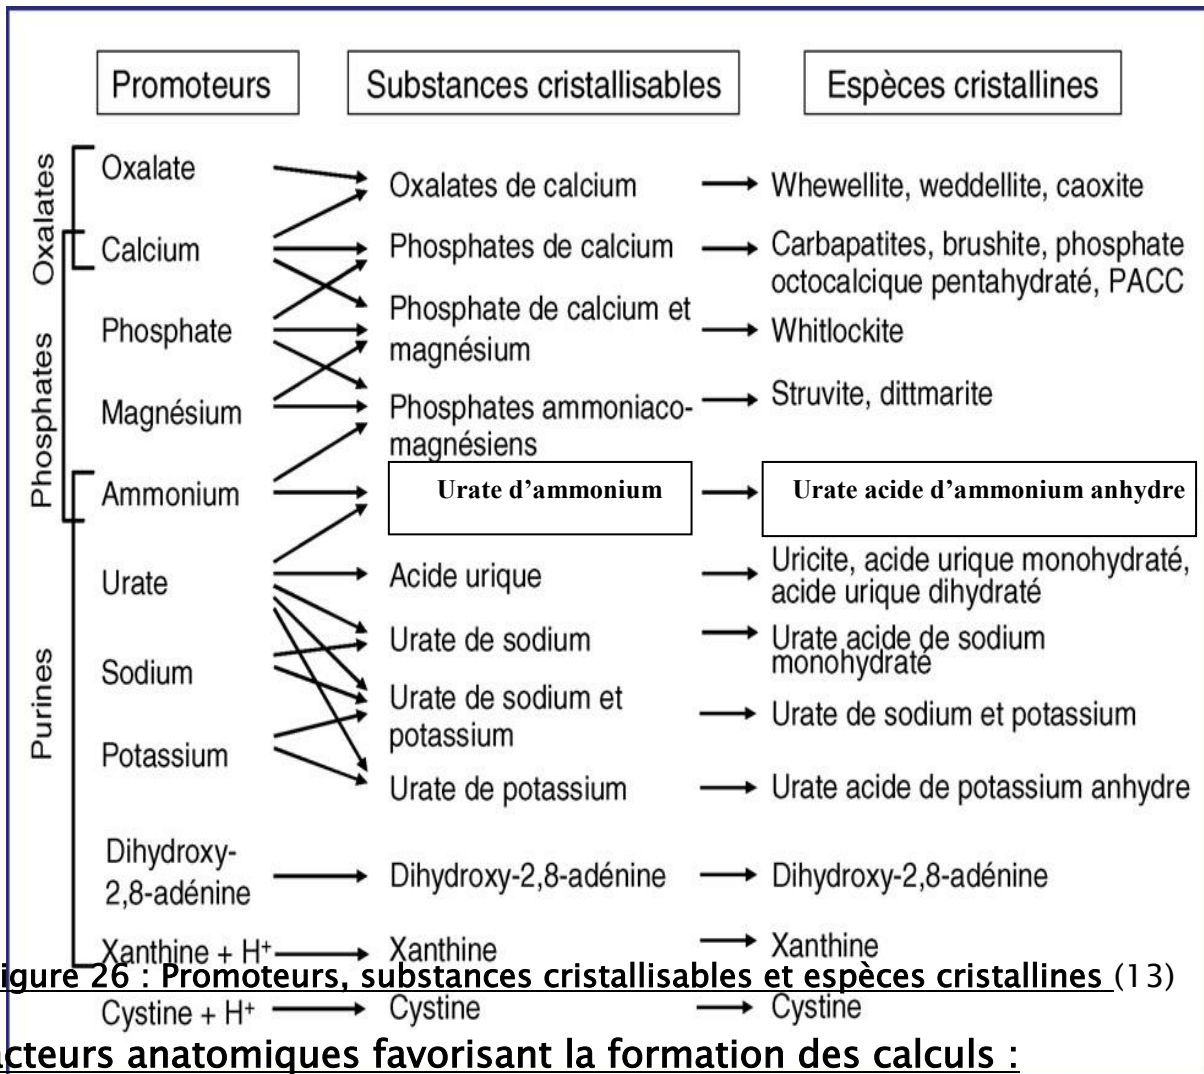 Promoteurs Substances cristallisables Espèces cristallines
Oxalates
Phosphates
Purines
Oxalate Oxalates de calcium Whewellite, weddellite, caoxite
Calcium Phosphates de calcium Carbapatites, brushite, phosphate
octocalcique pentahydraté, PACC
Phosphate Phosphate de calcium et
magnésium Whitlockite
Magnésium Phosphates ammoniaco-
magnésiens Struvite, dittmarite
Ammonium Urate d’ammonium Urate acide d’ammonium anhydre
Urate Acide urique Uricite, acide urique monohydraté,
acide urique dihydraté
Sodium Urate de sodium Urate acide de sodium
monohydraté
Urate de sodium et
potassium Urate de sodium et potassium
Potassium Urate de potassium Urate acide de potassium anhydre
Dihydroxy-
2,8-adénine Dihydroxy-2,8-adénine Dihydroxy-2,8-adénine
Xanthine + H+ Xanthine Xanthine
igure 26 : Promoteurs, substances cristallisables et espèces cristallines (13)
Cystine + H+ Cystine Cystine
acteurs anatomiques favorisant la formation des calculs :